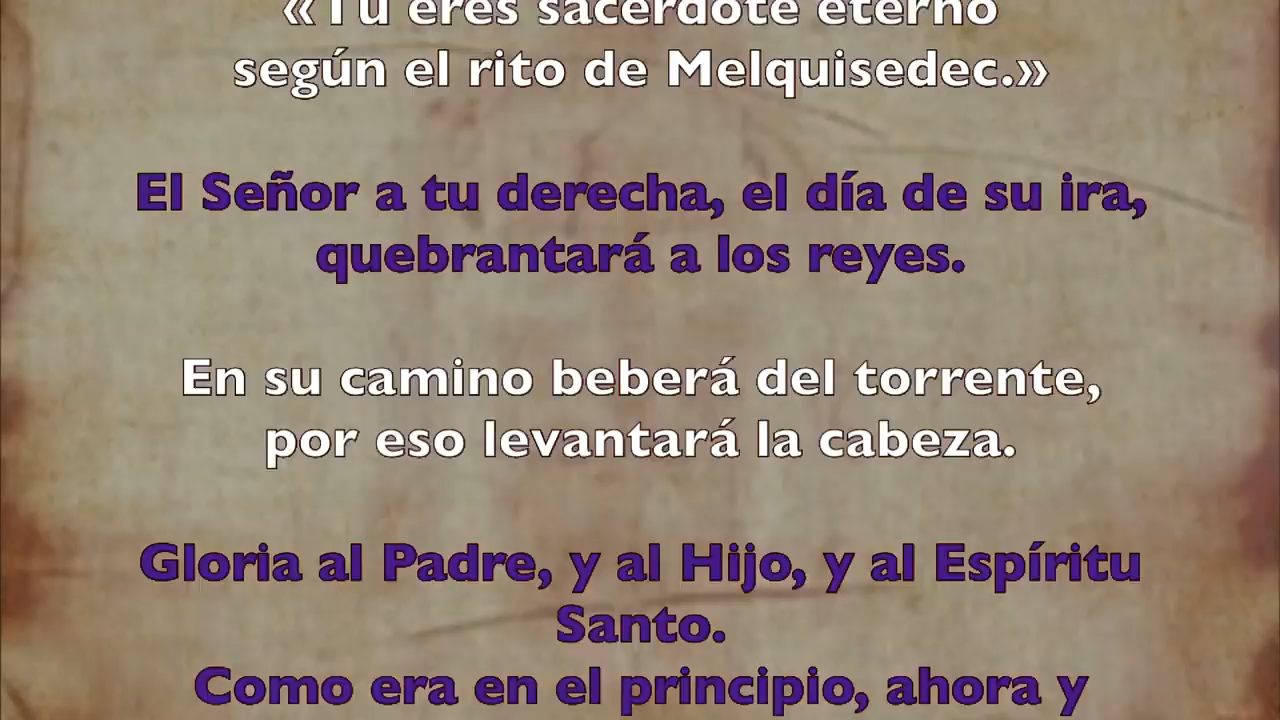 «Tú eres sacerdote eterno
según el rito de Melquisedec.»
El Señor a tu derecha, el día de su ira,
quebrantará a los reyes.
En su camino beberá del torrente,
por eso levantará la cabeza.
Gloria al Padre, y al Hijo, y al Espíritu
Santo.
Como era en el principio, ahora y